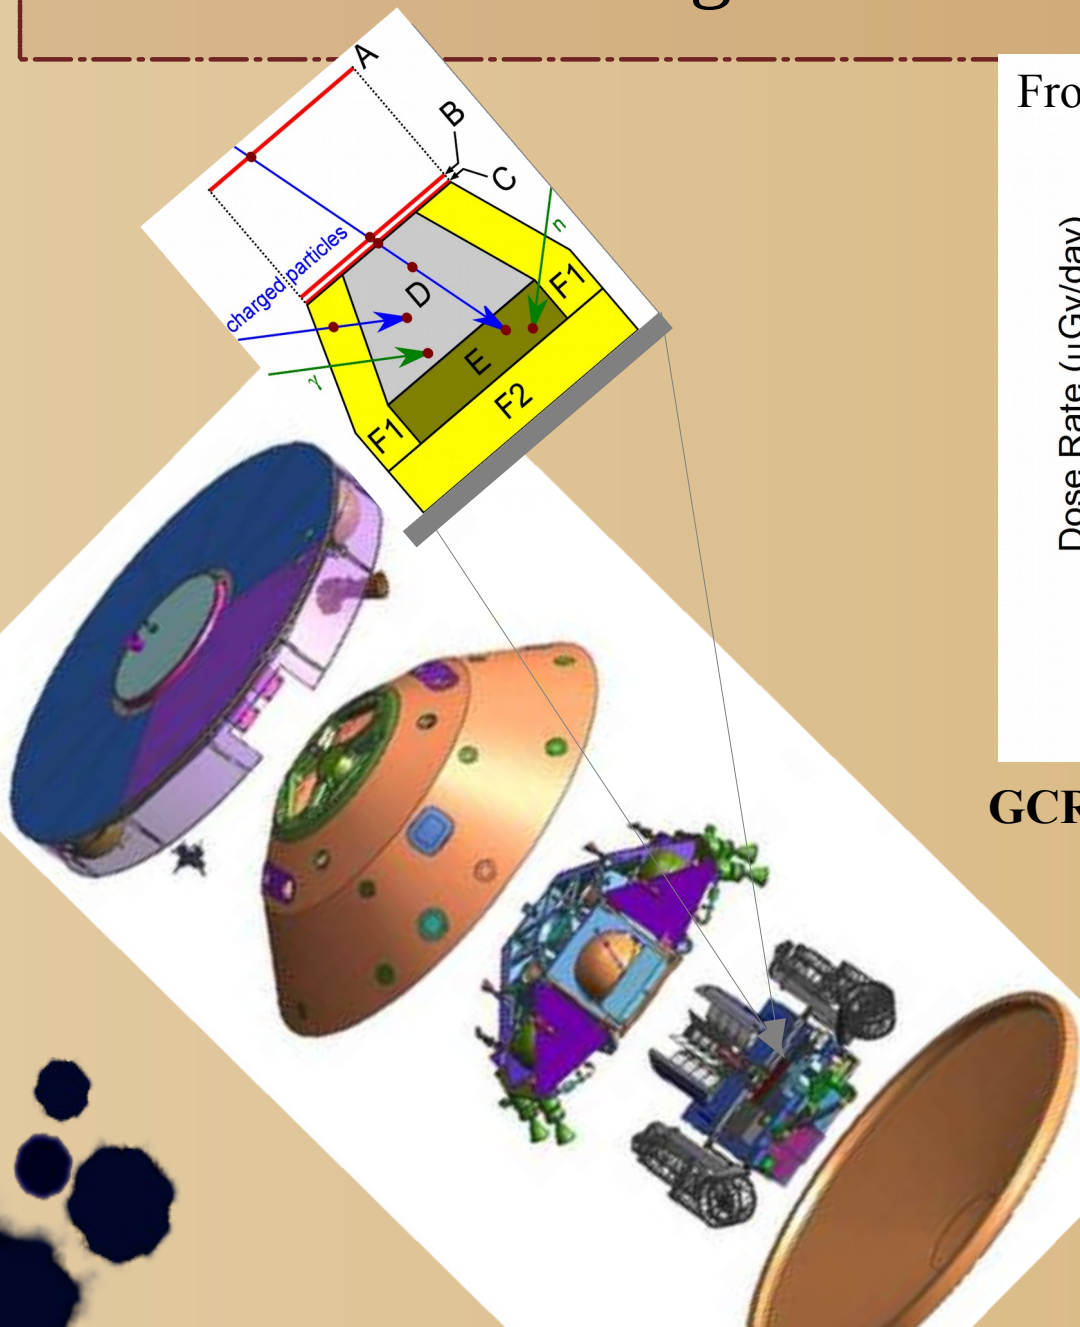 A
B
C
charged particles
n
D
F1
E
γ
F2
F1
Fro
Dose Rate (μGy/day)
GCR